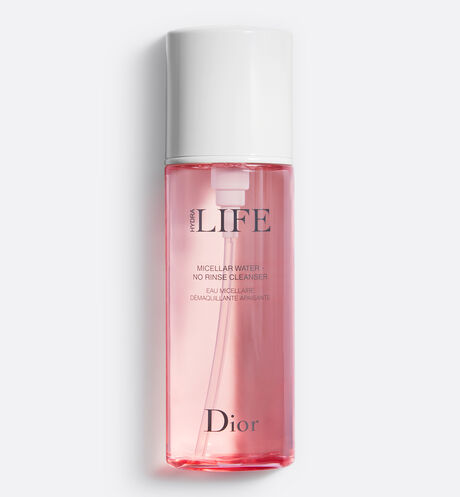 HYDRA LIFE
MICELLAR WATER -
NO RINSE CLEANSER
EAU MICELLAIRE
DÉMAQUILLANTE APAISANTE
Dior